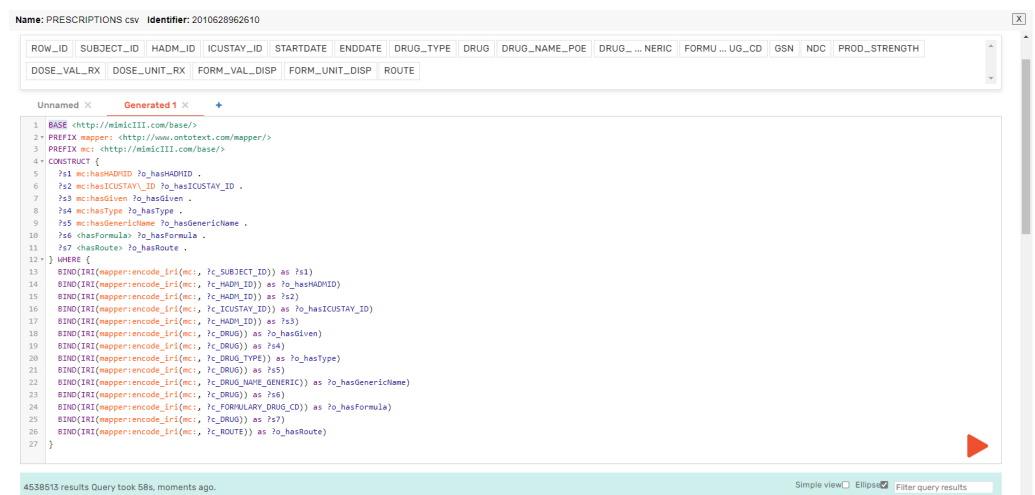 Name: PRESCRIPTIONS csv Identifier: 2010628962610 X
ROW_ID SUBJECT_ID HADM_ID ICUSTAY_ID STARTDATE ENDDATE DRUG_TYPE DRUG DRUG_NAME_POE DRUG_ ... NERIC FORMU ... UG_CD GSN NDC PROD_STRENGTH
DOSE_VAL_RX DOSE_UNIT_RX FORM_VAL_DISP FORM_UNIT_DISP ROUTE
Unnamed × Generated 1 × +
1 BASE <http://mimicIII.com/base/>
2 PREFIX mapper: <http://www.ontotext.com/mapper/>
3 PREFIX mc: <http://mimicIII.com/base/>
4 CONSTRUCT {
5 ?s1 mc:hasHADMID ?o_hasHADMID .
6 ?s2 mc:hasICUSTAY\_ID ?o_hasICUSTAY_ID .
7 ?s3 mc:hasGiven ?o_hasGiven .
8 ?s4 mc:hasType ?o_hasType .
9 ?s5 mc:hasGenericName ?o_hasGenericName .
10 ?s6 <hasFormula> ?o_hasFormula .
11 ?s7 <hasRoute> ?o_hasRoute .
12 } WHERE {
13 BIND(IRI(mapper:encode_iri(mc:, ?c_SUBJECT_ID)) as ?s1)
14 BIND(IRI(mapper:encode_iri(mc:, ?c_HADM_ID)) as ?o_hasHADMID)
15 BIND(IRI(mapper:encode_iri(mc:, ?c_HADM_ID)) as ?s2)
16 BIND(IRI(mapper:encode_iri(mc:, ?c_ICUSTAY_ID)) as ?o_hasICUSTAY_ID)
17 BIND(IRI(mapper:encode_iri(mc:, ?c_HADM_ID)) as ?s3)
18 BIND(IRI(mapper:encode_iri(mc:, ?c_DRUG)) as ?o_hasGiven)
19 BIND(IRI(mapper:encode_iri(mc:, ?c_DRUG)) as ?s4)
20 BIND(IRI(mapper:encode_iri(mc:, ?c_DRUG_TYPE)) as ?o_hasType)
21 BIND(IRI(mapper:encode_iri(mc:, ?c_DRUG)) as ?s5)
22 BIND(IRI(mapper:encode_iri(mc:, ?c_DRUG_NAME_GENERIC)) as ?o_hasGenericName)
23 BIND(IRI(mapper:encode_iri(mc:, ?c_DRUG)) as ?s6)
24 BIND(IRI(mapper:encode_iri(mc:, ?c_FORMULARY_DRUG_CD)) as ?o_hasFormula)
25 BIND(IRI(mapper:encode_iri(mc:, ?c_DRUG)) as ?s7)
26 BIND(IRI(mapper:encode_iri(mc:, ?c_ROUTE)) as ?o_hasRoute)
27 }
4538513 results Query took 58s, moments ago. Simple view Ellipse Filter query results